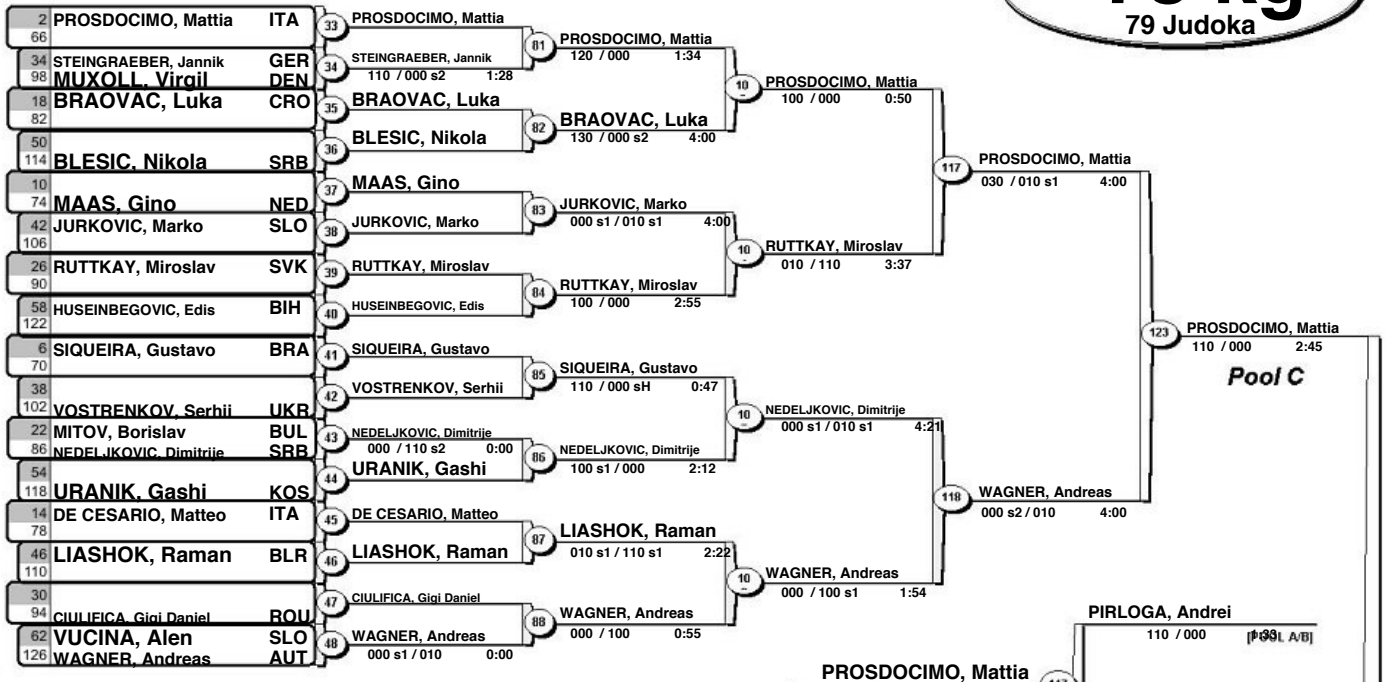 79 Judoka
2 PROSDOCIMO, Mattia ITA
66
34 STEINGRAEBER, Jannik GER
98 MUXOLL, Virgil DEN
18 BRAOVAC, Luka CRO
82
50
114 BLESIC, Nikola SRB
10
74 MAAS, Gino NED
42 JURKOVIC, Marko SLO
106
26 RUTTKAY, Miroslav SVK
90
58 HUSEINBEGOVIC, Edis BIH
122
6 SIQUEIRA, Gustavo BRA
70
38
102 VOSTRENKOV, Serhii UKR
22 MITOV, Borislav BUL
86 NEDELJKOVIC, Dimitrije SRB
54
118 URANIK, Gashi KOS
14 DE CESARIO, Matteo ITA
78
46 LIASHOK, Raman BLR
110
30
94 CIULIFICA, Gigi Daniel ROU
62 VUCINA, Alen SLO
126 WAGNER, Andreas AUT
33 PROSDOCIMO, Mattia
34 STEINGRAEBER, Jannik
110 / 000 s2 1:28
35 BRAOVAC, Luka
36 BLESIC, Nikola
37 MAAS, Gino
38 JURKOVIC, Marko
39 RUTTKAY, Miroslav
40 HUSEINBEGOVIC, Edis
41 SIQUEIRA, Gustavo
42 VOSTRENKOV, Serhii
43 NEDELJKOVIC, Dimitrije
000 / 110 s2 0:00
44 URANIK, Gashi
45 DE CESARIO, Matteo
46 LIASHOK, Raman
47 CIULIFICA, Gigi Daniel
48 WAGNER, Andreas
000 s1 / 010 0:00
81 PROSDOCIMO, Mattia
120 / 000 1:34
82 BRAOVAC, Luka
130 / 000 s2 4:00
83 JURKOVIC, Marko
000 s1 / 010 s1 4:00
84 RUTTKAY, Miroslav
100 / 000 2:55
85 SIQUEIRA, Gustavo
110 / 000 sH 0:47
86 NEDELJKOVIC, Dimitrije
100 s1 / 000 2:12
87 LIASHOK, Raman
010 s1 / 110 s1 2:22
88 WAGNER, Andreas
000 / 100 0:55
10 PROSDOCIMO, Mattia
100 / 000 0:50
10 RUTTKAY, Miroslav
010 / 110 3:37
10 NEDELJKOVIC, Dimitrije
000 s1 / 010 s1 4:21
10 WAGNER, Andreas
000 / 100 s1 1:54
117 PROSDOCIMO, Mattia
030 / 010 s1 4:00
118 WAGNER, Andreas
000 s2 / 010 4:00
123 PROSDOCIMO, Mattia
110 / 000 2:45
Pool C
PIRLOGA, Andrei
110 / 000 1:33 [POOL A/B]
PROSDOCIMO, Mattia